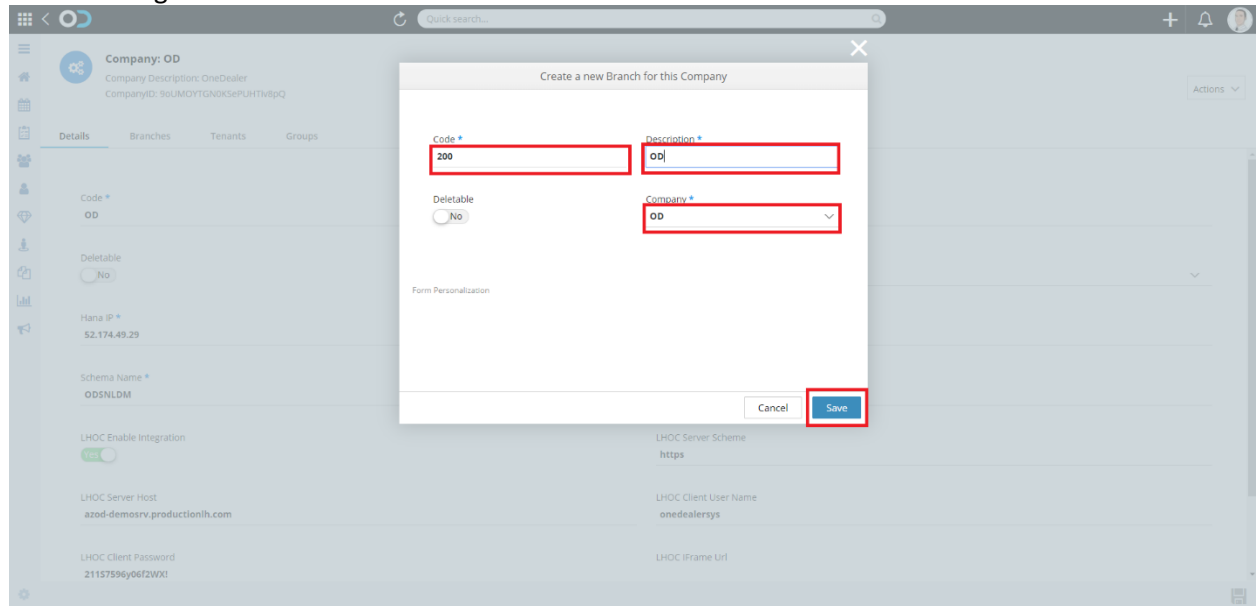 Quick search...
Company: OD
Company Description: OneDealer
Actions
Details Branches Tenants Groups
Code *
OD
Deletable
No
Hana IP *
52.174.49.29
Schema Name *
ODSNLDM
LHOC Enable Integration
YES
LHOC Server Scheme
https
LHOC Server Host
azod-demosrv.productionlh.com
LHOC Client User Name
onedealersys
LHOC Client Password
21157596y06f2WX!
LHOC IFrame Url
Create a new Branch for this Company
Code *
200
Description *
OD
Deletable
No
Company *
OD
Form Personalization
Cancel Save